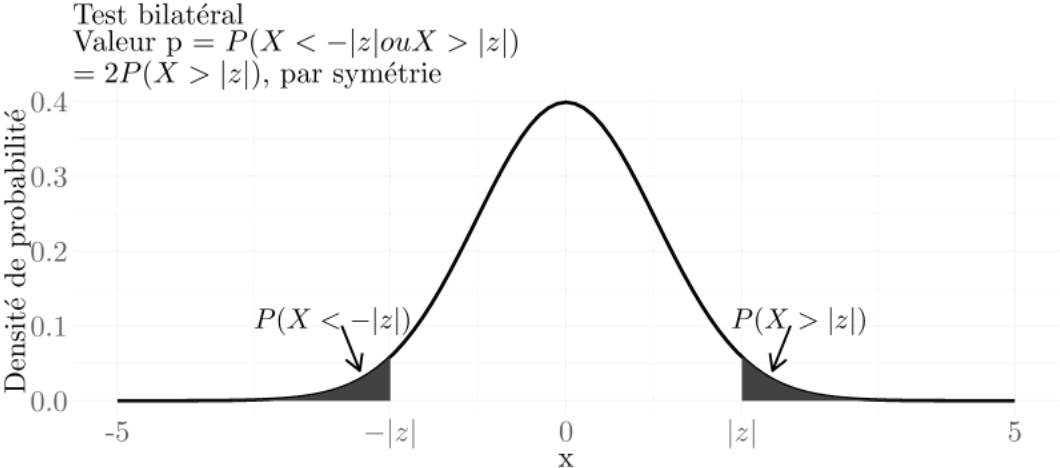 Test bilatéral
Valeur p = P(X < −|z|ouX > |z|)
= 2P(X > |z|), par symétrie
Densité de probabilité
0.4
0.3
0.2
0.1
0.0
P(X < −|z|)
P(X > |z|)
-5
−|z|
0
|z|
5
x